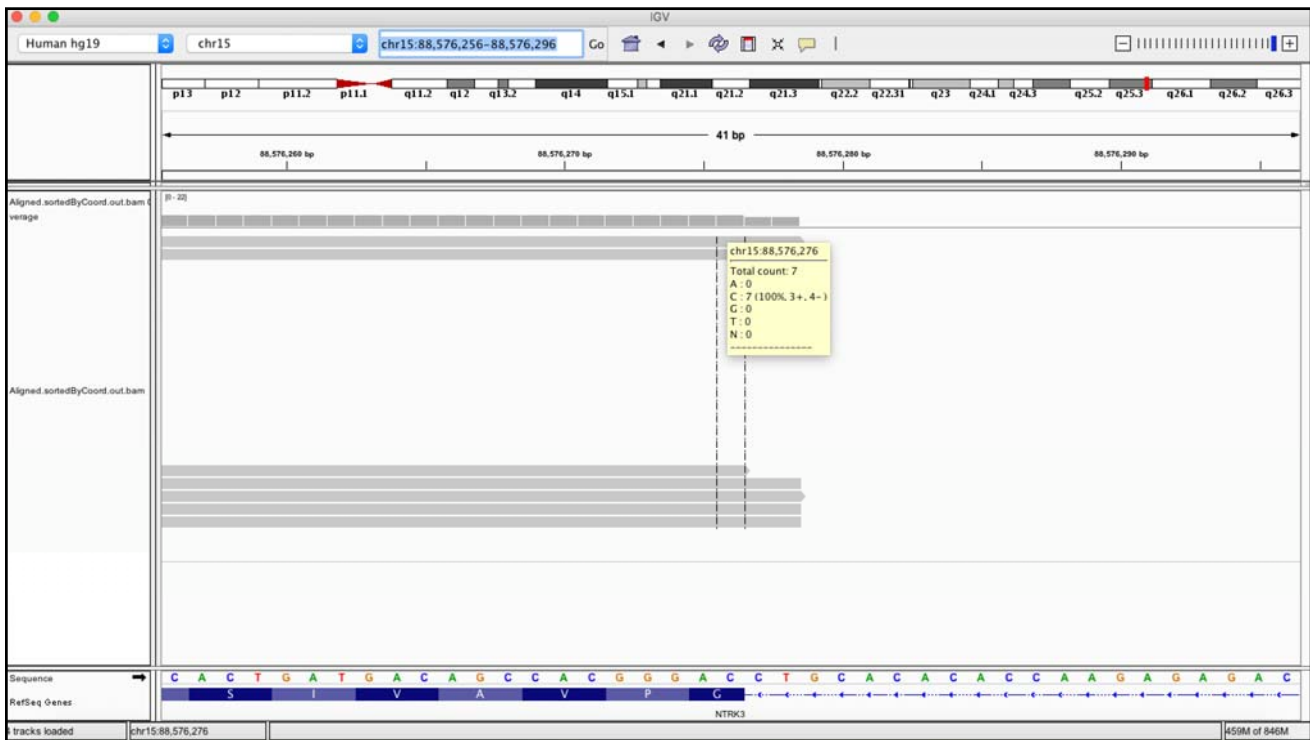 IGV
Human hg19 chr15 chr15:88,576,256-88,576,296 Go
p13 p12 p11.2 p11.1 q11.2 q12 q13.2 q14 q15.1 q21.1 q21.2 q21.3 q22.2 q22.31 q23 q24.1 q24.3 q25.2 q25.3 q26.1 q26.2 q26.3
41 bp
88,576,260 bp 88,576,270 bp 88,576,280 bp 88,576,290 bp
Aligned.sortedByCoord.out.bam C
verage
[0 - 22]
chr15:88,576,276
Total count: 7
A : 0
C : 7 (100%, 3+, 4-)
G : 0
T : 0
N : 0
---------------
Aligned.sortedByCoord.out.bam
Sequence C A C T G A T G A C A G C C A C G G G A C C T G C A C A C A C C A A G A G A G A C
RefSeq Genes S I V A V P G
NTRK3
tracks loaded chr15:88,576,276 459M of 846M